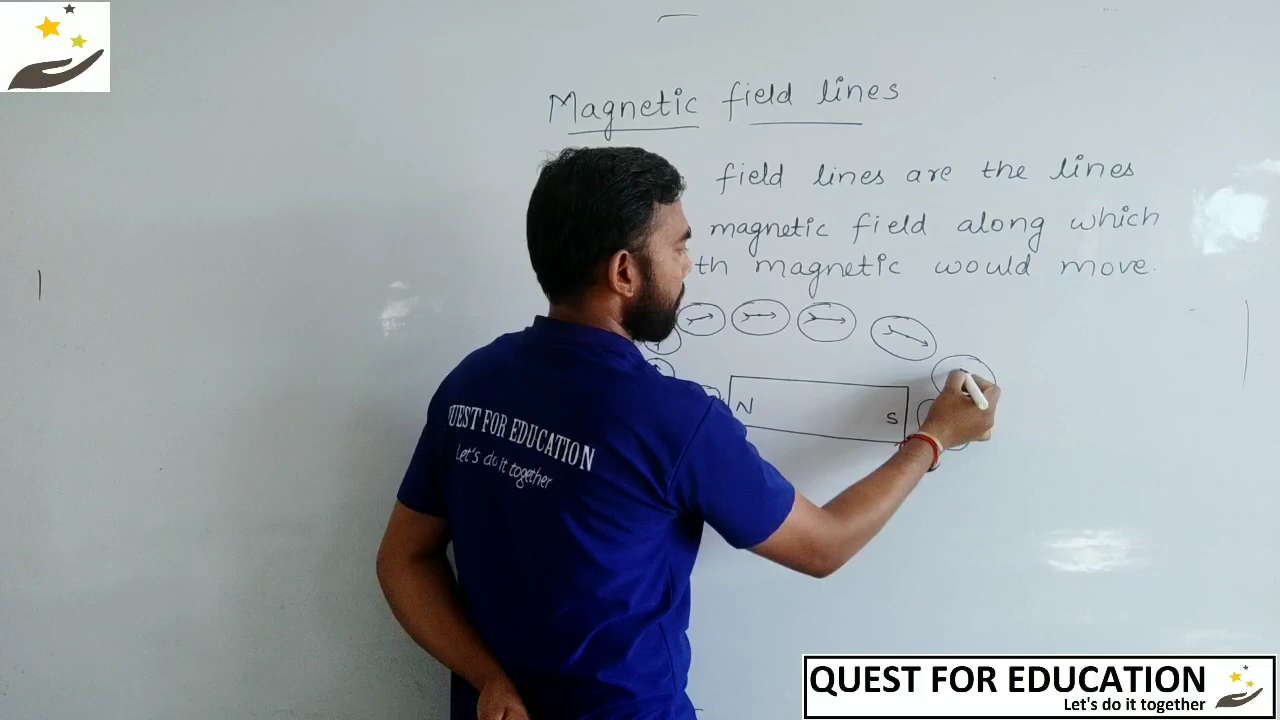 Magnetic field lines
field lines are the lines
magnetic field along which
th magnetic would move.
N
S
QUEST FOR EDUCATION
Let's do it together
QUEST FOR EDUCATION
Let's do it together